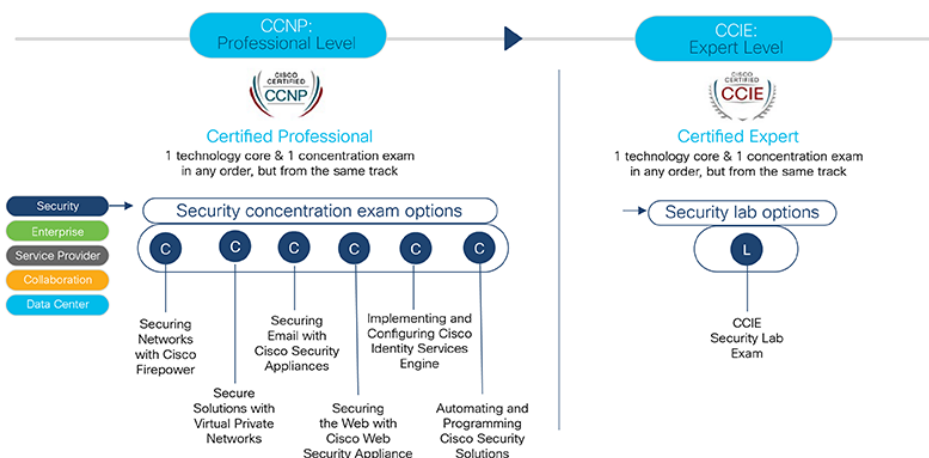 CCNP:
Professional Level
CCIE:
Expert Level
CISCO
CERTIFIED
CCNP
CISCO
CERTIFIED
CCIE
Certified Professional
1 technology core & 1 concentration exam
in any order, but from the same track
Certified Expert
1 technology core & 1 concentration exam
in any order, but from the same track
Security
Enterprise
Service Provider
Collaboration
Data Center
Security concentration exam options
C
C
C
C
C
C
Securing
Networks
with Cisco
Firepower
Secure
Solutions with
Virtual Private
Networks
Securing
Email with
Cisco Security
Appliances
Securing
the Web with
Cisco Web
Security Appliance
Implementing and
Configuring Cisco
Identity Services
Engine
Automating and
Programming
Cisco Security
Solutions
Security lab options
L
CCIE
Security Lab
Exam